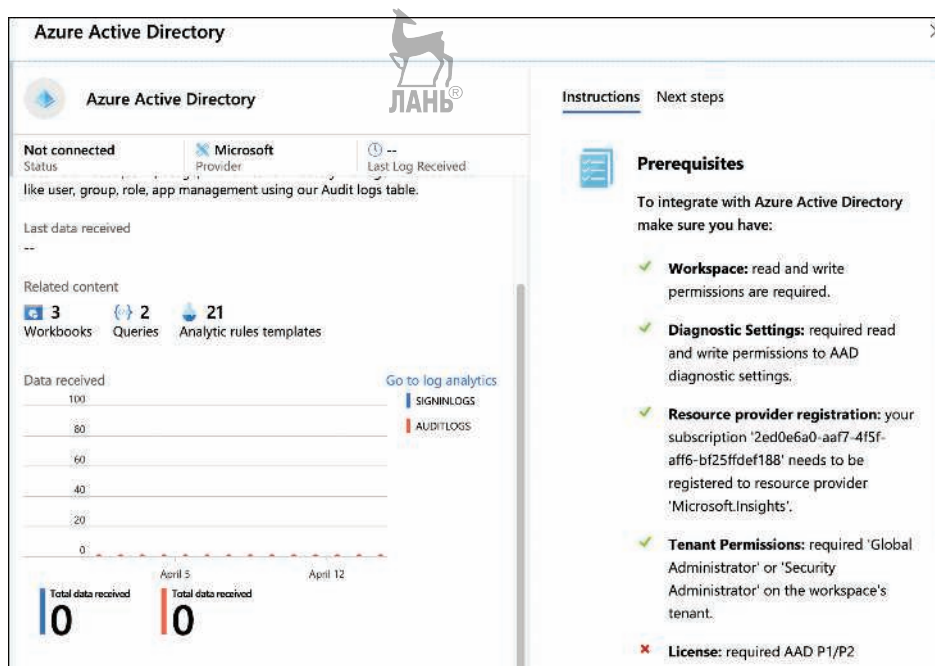 Azure Active Directory
ЛАНЬ®
Azure Active Directory
Not connected
Status
Microsoft
Provider
--
Last Log Received
like user, group, role, app management using our Audit logs table.
Last data received
--
Related content
3
Workbooks
2
Queries
21
Analytic rules templates
Data received
Go to log analytics
100
80
60
40
20
0
SIGNINLOGS
AUDITLOGS
April 5
April 12
Total data received
0
Total data received
0
Instructions
Next steps
Prerequisites
To integrate with Azure Active Directory
make sure you have:
Workspace: read and write
permissions are required.
Diagnostic Settings: required read
and write permissions to AAD
diagnostic settings.
Resource provider registration: your
subscription '2ed0e6a0-aaf7-4f5f-
aff6-bf25ffdef188' needs to be
registered to resource provider
'Microsoft.Insights'.
Tenant Permissions: required 'Global
Administrator' or 'Security
Administrator' on the workspace's
tenant.
License: required AAD P1/P2